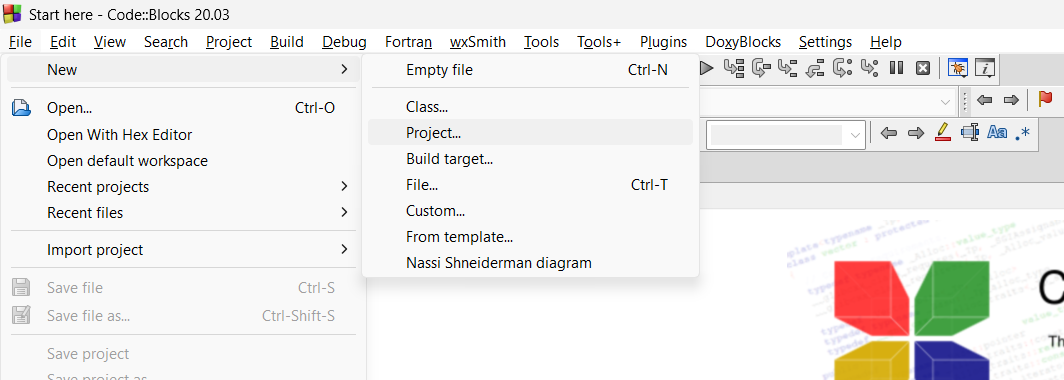 Start here - Code::Blocks 20.03
File Edit View Search Project Build Debug Fortran wxSmith Tools Tools+ Plugins DoxyBlocks Settings Help
New
Empty file Ctrl-N
Open... Ctrl-O
Class...
Open With Hex Editor
Project...
Open default workspace
Build target...
Recent projects
File... Ctrl-T
Recent files
Custom...
Import project
From template...
Nassi Shneiderman diagram
Save file Ctrl-S
Save file as... Ctrl-Shift-S
Save project
Save project as
Aa .*
C
Th